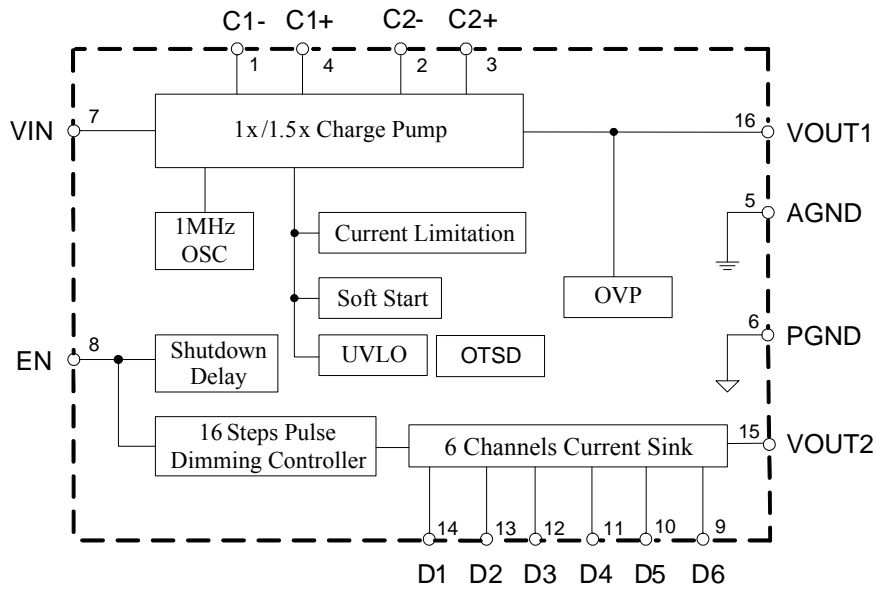 C1- C1+ C2- C2+
1 4 2 3
VIN 7
1x/1.5x Charge Pump
16 VOUT1
5 AGND
1MHz
OSC
Current Limitation
Soft Start
OVP
6 PGND
EN 8
Shutdown
Delay
UVLO
OTSD
16 Steps Pulse
Dimming Controller
6 Channels Current Sink
15 VOUT2
14 13 12 11 10 9
D1 D2 D3 D4 D5 D6